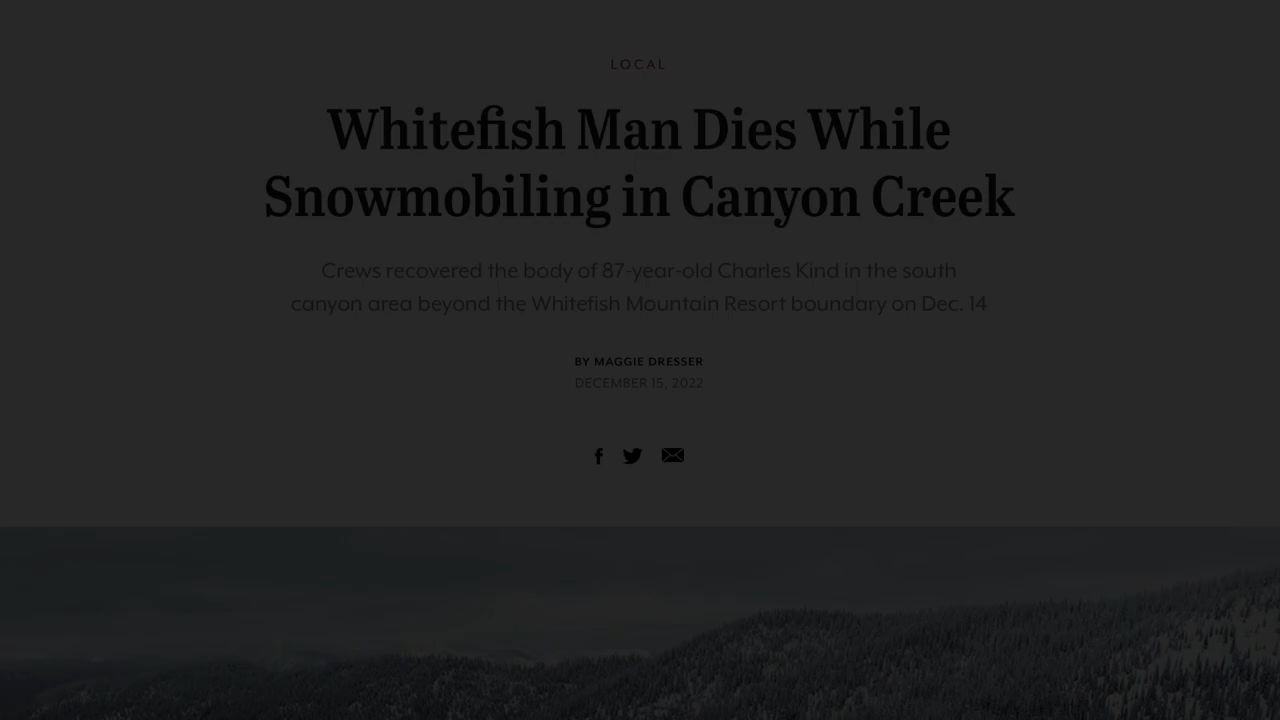 LOCAL
Whitefish Man Dies While
Snowmobiling in Canyon Creek
Crews recovered the body of 87-year-old Charles Kind in the south
canyon area beyond the Whitefish Mountain Resort boundary on Dec. 14
BY MAGGIE DRESSER
DECEMBER 15, 2022